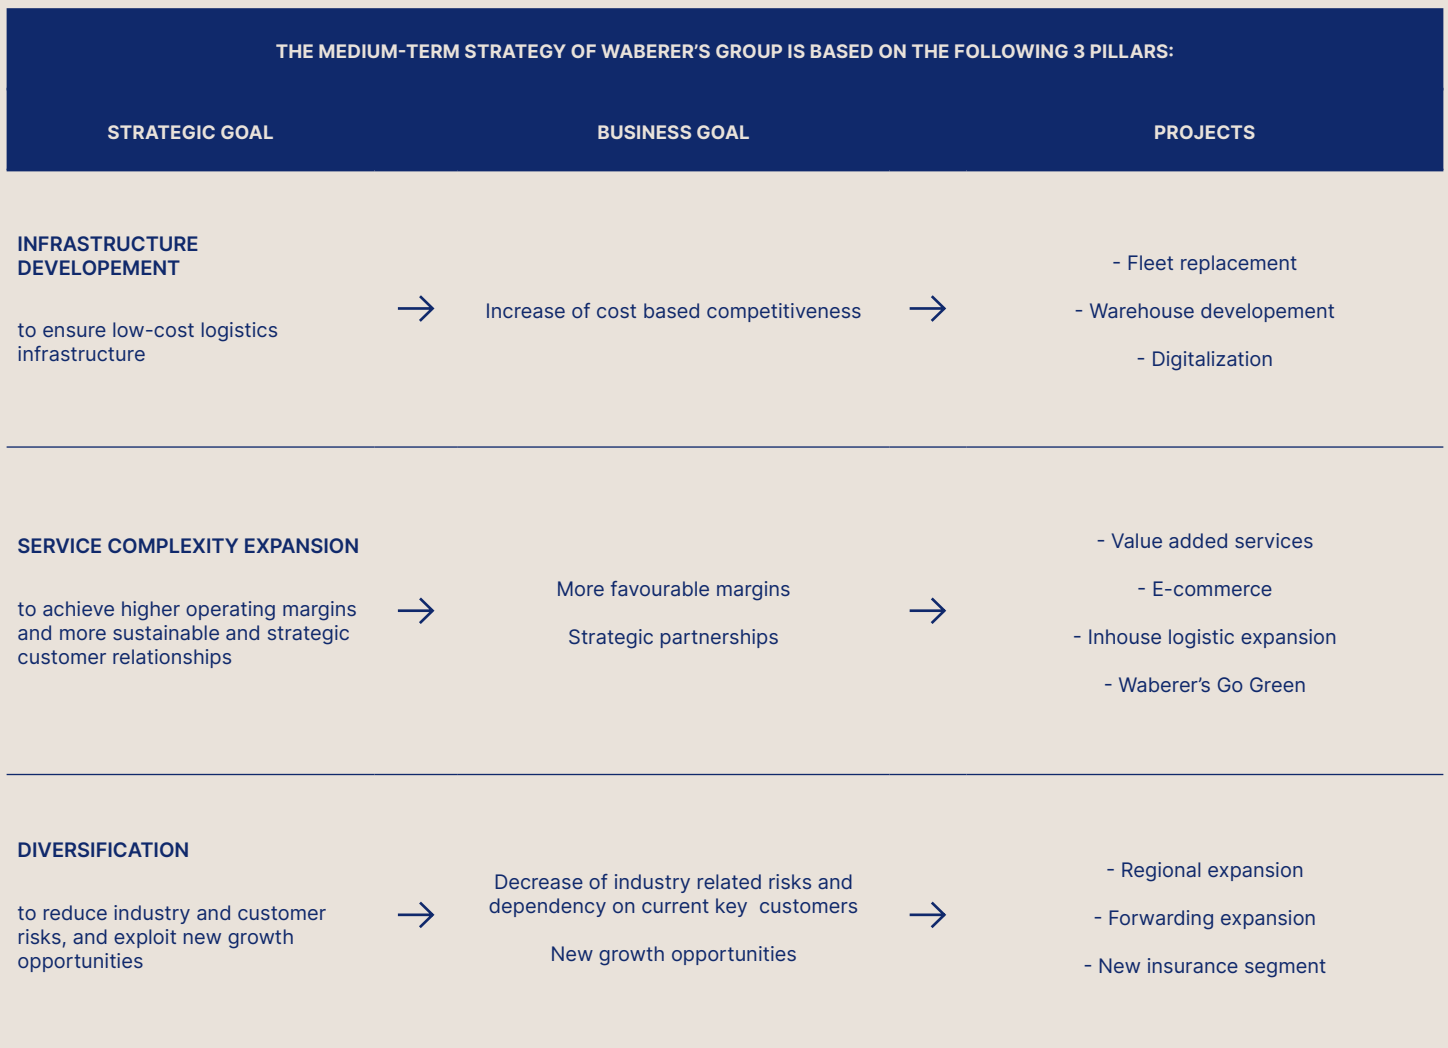 THE MEDIUM-TERM STRATEGY OF WABERER’S GROUP IS BASED ON THE FOLLOWING 3 PILLARS:
STRATEGIC GOAL
BUSINESS GOAL
PROJECTS
INFRASTRUCTURE
DEVELOPEMENT
to ensure low-cost logistics
infrastructure
Increase of cost based competitiveness
- Fleet replacement
- Warehouse developement
- Digitalization
SERVICE COMPLEXITY EXPANSION
to achieve higher operating margins
and more sustainable and strategic
customer relationships
More favourable margins
Strategic partnerships
- Value added services
- E-commerce
- Inhouse logistic expansion
- Waberer’s Go Green
DIVERSIFICATION
to reduce industry and customer
risks, and exploit new growth
opportunities
Decrease of industry related risks and
dependency on current key  customers
New growth opportunities
- Regional expansion
- Forwarding expansion
- New insurance segment